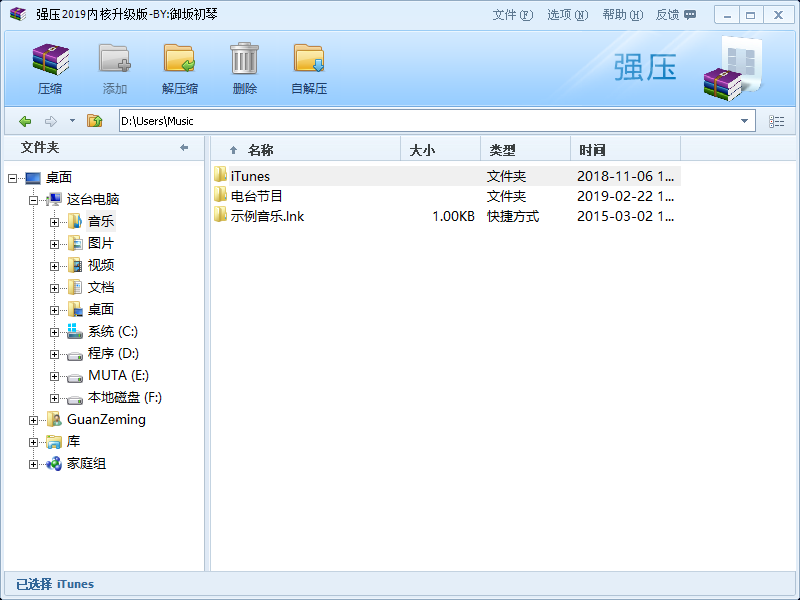 强压2019内核升级版-BY:御坂初琴
文件(F) 选项(N) 帮助(H) 反馈
压缩 添加 解压缩 删除 自解压
强压
D:\Users\Music
文件夹
名称 大小 类型 时间
桌面
这台电脑
音乐
图片
视频
文档
桌面
系统 (C:)
程序 (D:)
MUTA (E:)
本地磁盘 (F:)
GuanZeming
库
家庭组
iTunes 文件夹 2018-11-06 1...
电台节目 文件夹 2019-02-22 1...
示例音乐.lnk 1.00KB 快捷方式 2015-03-02 1...
已选择 iTunes